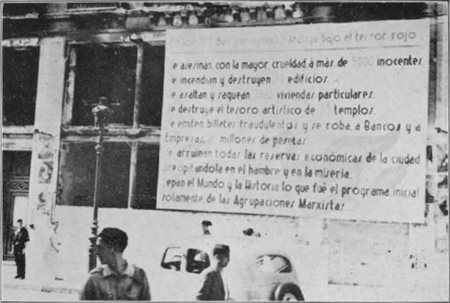 bajo el terror rojo
e asesinan con la mayor crueldad á más de inocentes.
e incendian y destruyen edificios.
e asaltan y saquean viviendas particulares.
e destruye el tesoro artistico de templos.
e emiten billetes fraudulentos y se roba a Bancos y a
Empresas, millones de pesetas.
e arruinan todas las reservas económicas de la ciudad
precipitándola en el hambre y en la miseria.
epan el Mundo y la Historia lo que fué el programa inicial
solamente de las Agrupaciones Marxistas